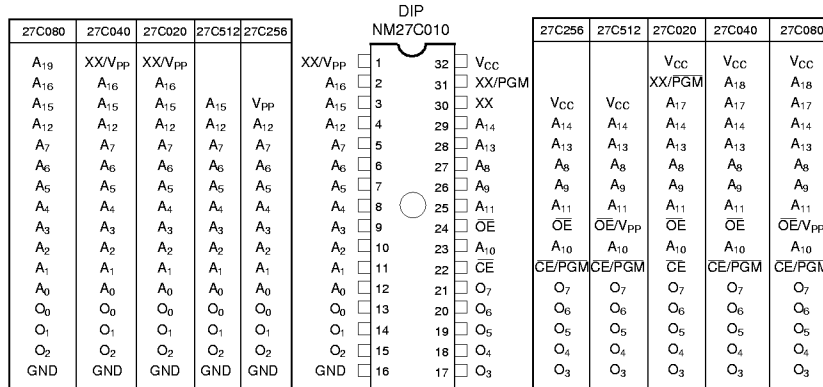 DIP
27C080 27C040 27C020 27C512 27C256 NM27C010 27C256 27C512 27C020 27C040 27C080
A19 XX/VPP XX/VPP XX/VPP 1 32 VCC VCC VCC VCC
A16 A16 A16 A16 2 31 XX/PGM XX/PGM A18 A18
A15 A15 A15 A15 VPP A15 3 30 XX VCC VCC A17 A17 A17
A12 A12 A12 A12 A12 A12 4 29 A14 A14 A14 A14 A14 A14
A7 A7 A7 A7 A7 A7 5 28 A13 A13 A13 A13 A13 A13
A6 A6 A6 A6 A6 A6 6 27 A8 A8 A8 A8 A8 A8
A5 A5 A5 A5 A5 A5 7 26 A9 A9 A9 A9 A9 A9
A4 A4 A4 A4 A4 A4 8 25 A11 A11 A11 A11 A11 A11
A3 A3 A3 A3 A3 A3 9 24 OE OE OE/VPP OE OE OE/VPP
A2 A2 A2 A2 A2 A2 10 23 A10 A10 A10 A10 A10 A10
A1 A1 A1 A1 A1 A1 11 22 CE CE/PGM CE/PGM CE CE/PGM CE/PGM
A0 A0 A0 A0 A0 A0 12 21 O7 O7 O7 O7 O7 O7
O0 O0 O0 O0 O0 O0 13 20 O6 O6 O6 O6 O6 O6
O1 O1 O1 O1 O1 O1 14 19 O5 O5 O5 O5 O5 O5
O2 O2 O2 O2 O2 O2 15 18 O4 O4 O4 O4 O4 O4
GND GND GND GND GND GND 16 17 O3 O3 O3 O3 O3 O3